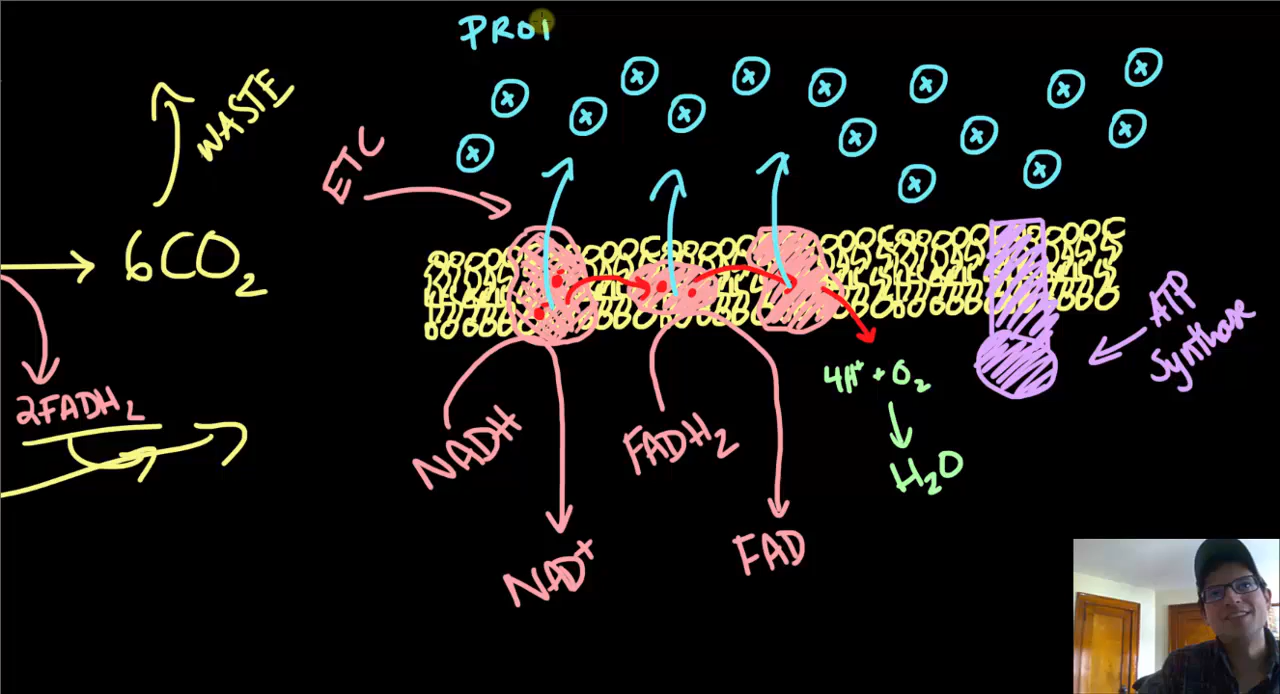 PROT
WASTE
ETC
6CO₂
2FADH₂
ATP
Synthase
4H⁺ + O₂
H₂O
NADH
FADH₂
NAD⁺
FAD